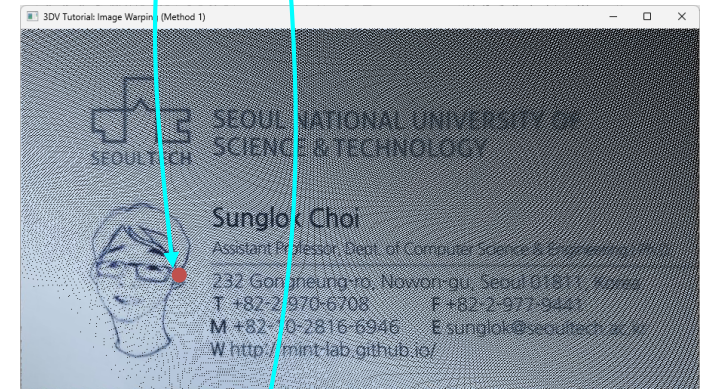 3DV Tutorial: Image Warping (Method 1)
SEOUL NATIONAL UNIVERSITY OF
SCIENCE & TECHNOLOGY
SEOULTECH
Sunglok Choi
Assistant Professor, Dept. of Computer Science & Engineering
232 Gongneung-ro, Nowon-gu, Seoul 01811, Korea
T +82-2-970-6708 F +82-2-977-9441
M +82-10-2816-6946 E sunglok@seoultech.ac.kr
W http://mint-lab.github.io/